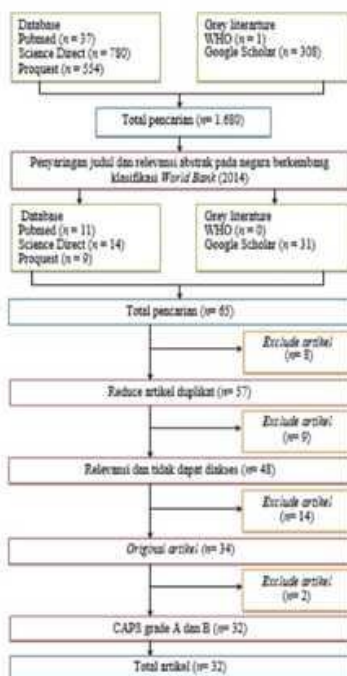 Database
Pubmed (n = 37)
Science Direct (n = 780)
Proquest (n = 554)
Grey literarture
WHO (n = 1)
Google Scholar (n = 308)
Total pencarian (n= 1.680)
Penyaringan judul dan relevansi abstrak pada negara berkembang
klasifikasi World Bank (2014)
Database
Pubmed (n = 11)
Science Direct (n = 14)
Proquest (n = 9)
Grey literature
WHO (n = 0)
Google Scholar (n = 31)
Total pencarian (n= 65)
Exclude artikel
(n= 8)
Reduce artikel duplikat (n= 57)
Exclude artikel
(n= 9)
Relevansi dan tidak dapat diakses (n= 48)
Exclude artikel
(n= 14)
Original artikel (n= 34)
Exclude artikel
(n= 2)
CAPS grade A dan B (n= 32)
Total artikel (n= 32)